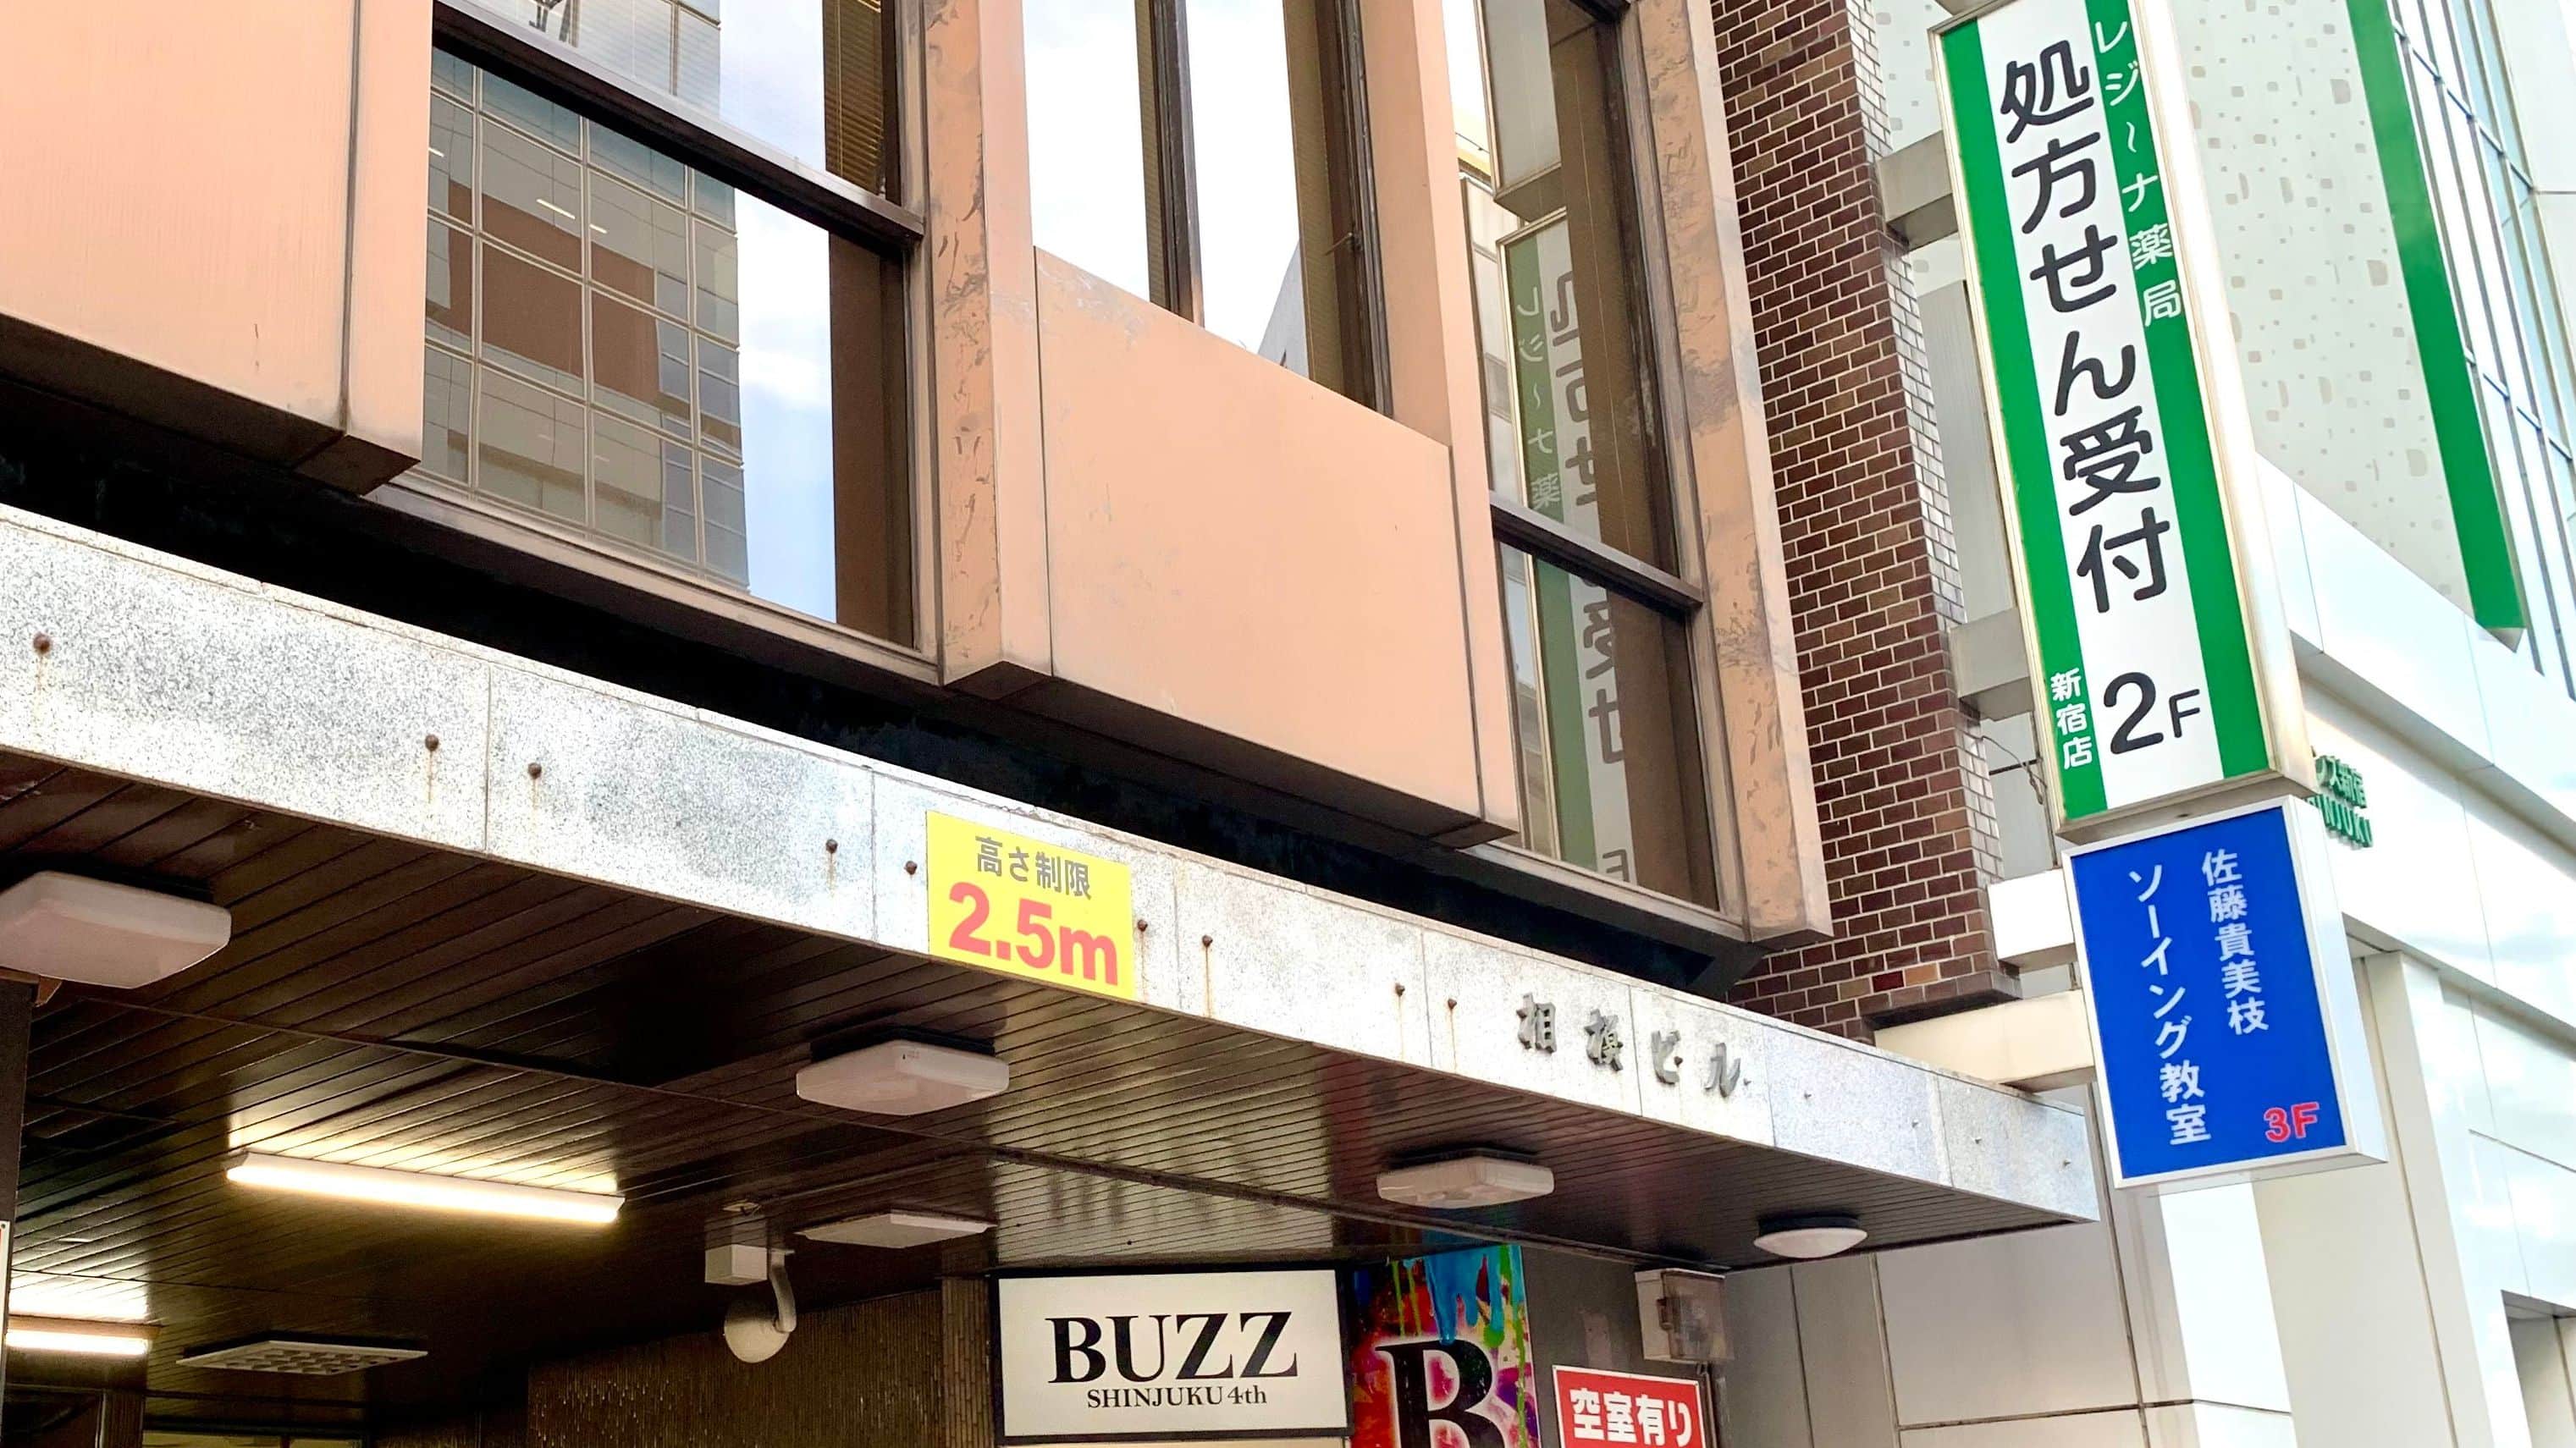 レジーナ薬局
処方せん受付
2F
新宿店
佐藤貴美枝
ソーイング教室
3F
高さ制限
2.5m
相模ビル
BUZZ
SHINJUKU 4th
B
空室有り